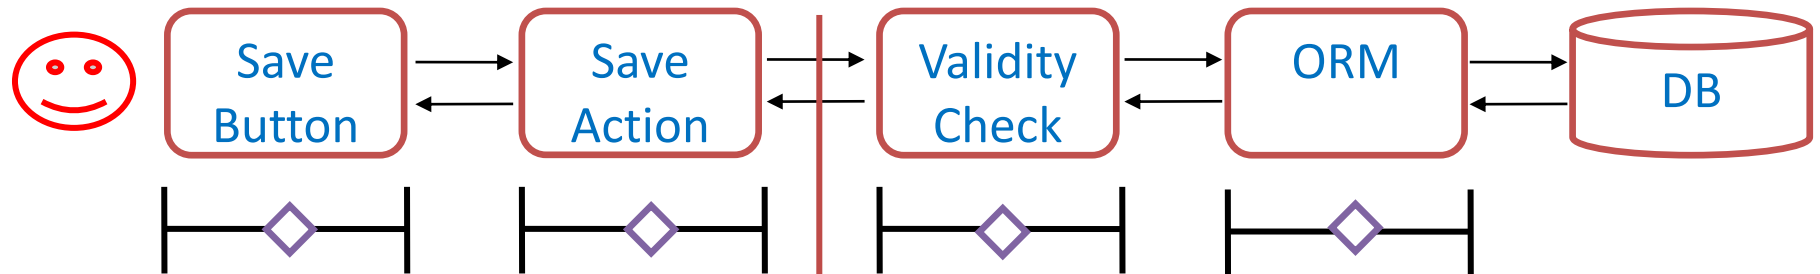 Save
Button
Save
Action
Validity
Check
ORM
DB